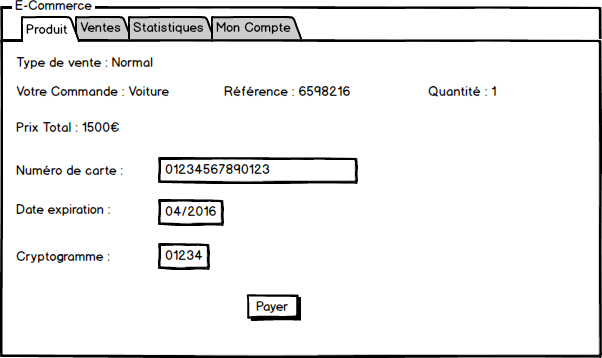 E-Commerce
Produit Ventes Statistiques Mon Compte
Type de vente : Normal
Votre Commande : Voiture Référence : 6598216 Quantité : 1
Prix Total : 1500€
Numéro de carte : 01234567890123
Date expiration : 04/2016
Cryptogramme : 01234
Payer